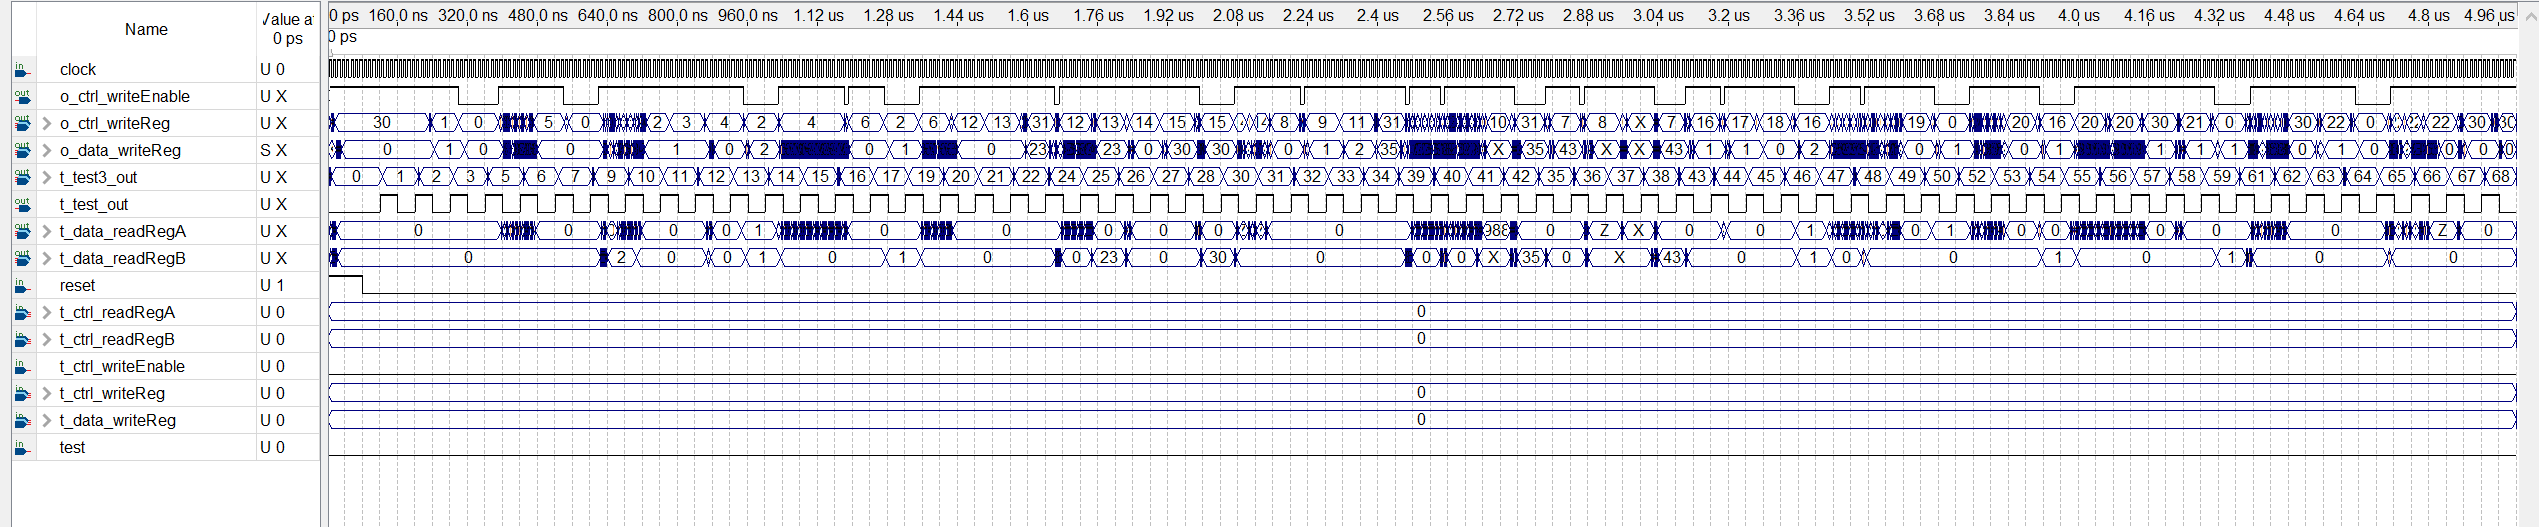 Name
Value at
0 ps
0 ps 160.0 ns 320.0 ns 480.0 ns 640.0 ns 800.0 ns 960.0 ns 1.12 us 1.28 us 1.44 us 1.6 us 1.76 us 1.92 us 2.08 us 2.24 us 2.4 us 2.56 us 2.72 us 2.88 us 3.04 us 3.2 us 3.36 us 3.52 us 3.68 us 3.84 us 4.0 us 4.16 us 4.32 us 4.48 us 4.64 us 4.8 us 4.96 us
0 ps
in clock U 0
out o_ctrl_writeEnable U X
out o_ctrl_writeReg U X 30 1 0 5 0 2 3 4 2 4 6 2 6 12 13 31 12 13 14 15 15 8 9 11 31 10 31 7 8 X 7 16 17 18 16 19 0 20 16 20 20 30 21 0 30 22 0 22 30 30
out o_data_writeReg S X 0 1 0 0 1 0 2 0 1 0 23 23 0 30 30 0 1 2 35 X 35 43 X X 43 1 1 0 2 0 1 0 1 1 1 1 0 1 0 0 0 0
out t_test3_out U X 0 1 2 3 5 6 7 9 10 11 12 13 14 15 16 17 19 20 21 22 24 25 26 27 28 30 31 32 33 34 39 40 41 42 35 36 37 38 43 44 45 46 47 48 49 50 52 53 54 55 56 57 58 59 61 62 63 64 65 66 67 68
out t_test_out U X
out t_data_readRegA U X 0 0 0 0 1 0 0 0 0 0 0 988 0 Z X 0 0 1 0 1 0 0 0 0 0 Z 0
out t_data_readRegB U X 0 2 0 0 1 0 1 0 0 23 0 30 0 0 0 X 35 0 X 43 0 1 0 0 1 0 1 0 0
in reset U 1
in t_ctrl_readRegA U 0 0
in t_ctrl_readRegB U 0 0
in t_ctrl_writeEnable U 0
in t_ctrl_writeReg U 0 0
in t_data_writeReg U 0 0
in test U 0